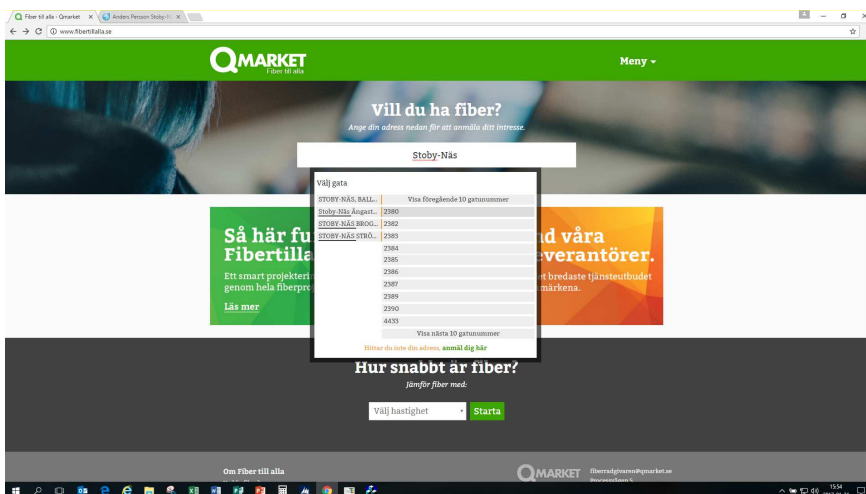 Fiber till alla - Qmarket
Anders Persson Stoby-N
www.fibertillalla.se
QMARKET
Fiber till alla
Meny
Vill du ha fiber?
Ange din adress nedan för att anmäla ditt intresse.
Stoby-Näs
Välj gata
STOBY-NÄS, BALL...
Stoby-Näs Ängast...
STOBY-NÄS BROG...
STOBY-NÄS STRÖ...
Visa föregående 10 gatunummer
2380
2382
2383
2384
2385
2386
2387
2389
2390
4433
Visa nästa 10 gatunummer
Hittar du inte din adress, anmäl dig här
Så här fu
Fibertilla
Ett smart projekterin
genom hela fiberpro
Läs mer
d våra
everantörer.
et bredaste tjänsteutbudet
märkena.
Hur snabbt är fiber?
Jämför fiber med:
Välj hastighet
Starta
Om Fiber till alla
QMARKET
fiberradgivaren@qmarket.se
Processvägen 5
15:54